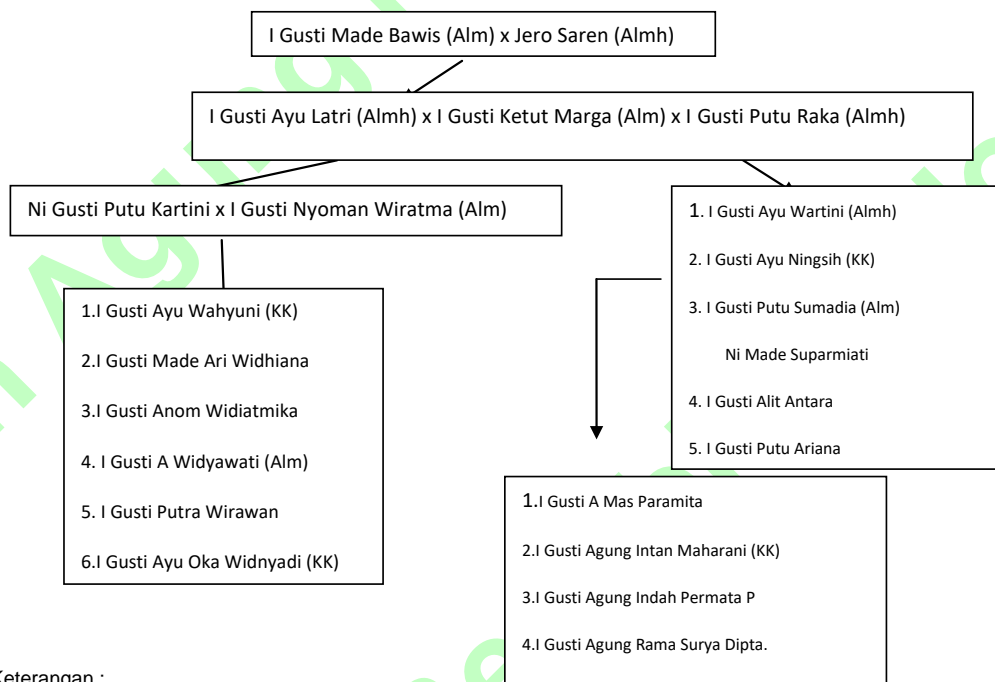 I Gusti Made Bawis (Alm) x Jero Saren (Almh)
I Gusti Ayu Latri (Almh) x I Gusti Ketut Marga (Alm) x I Gusti Putu Raka (Almh)
Ni Gusti Putu Kartini x I Gusti Nyoman Wiratma (Alm)
1. I Gusti Ayu Wartini (Almh)
2. I Gusti Ayu Ningsih (KK)
3. I Gusti Putu Sumadia (Alm)
Ni Made Suparmiati
4. I Gusti Alit Antara
5. I Gusti Putu Ariana
1.I Gusti Ayu Wahyuni (KK)
2.I Gusti Made Ari Widhiana
3.I Gusti Anom Widiatmika
4. I Gusti A Widyawati (Alm)
5. I Gusti Putra Wirawan
6.I Gusti Ayu Oka Widnyadi (KK)
1.I Gusti A Mas Paramita
2.I Gusti Agung Intan Maharani (KK)
3.I Gusti Agung Indah Permata P
4.I Gusti Agung Rama Surya Dipta.
Keterangan :